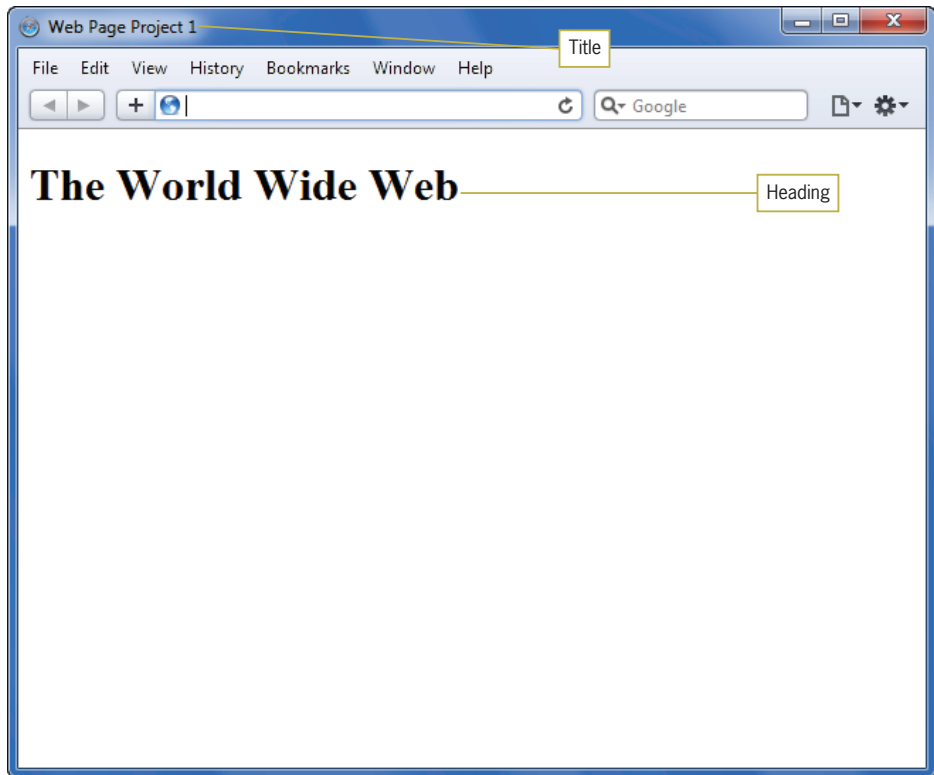 Web Page Project 1
Title
File Edit View History Bookmarks Window Help
Google
The World Wide Web
Heading